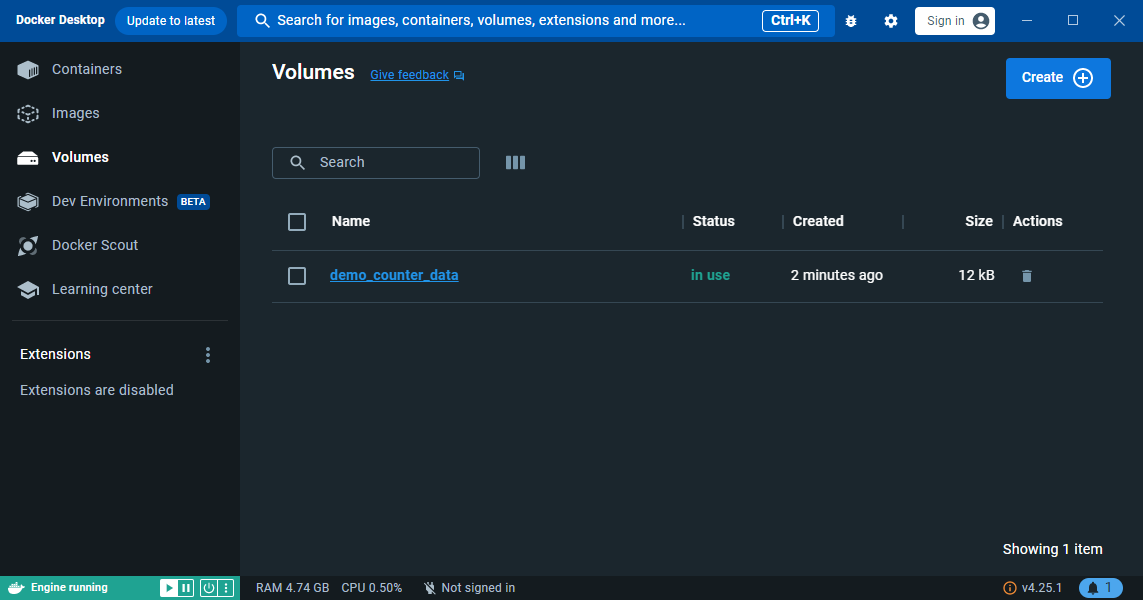 Docker Desktop Update to latest Search for images, containers, volumes, extensions and more... Ctrl+K Sign in
Containers
Images
Volumes
Dev Environments BETA
Docker Scout
Learning center
Extensions
Extensions are disabled
Volumes Give feedback
Create
Search
Name Status Created Size Actions
demo_counter_data in use 2 minutes ago 12 kB
Showing 1 item
Engine running RAM 4.74 GB CPU 0.50% Not signed in v4.25.1 1